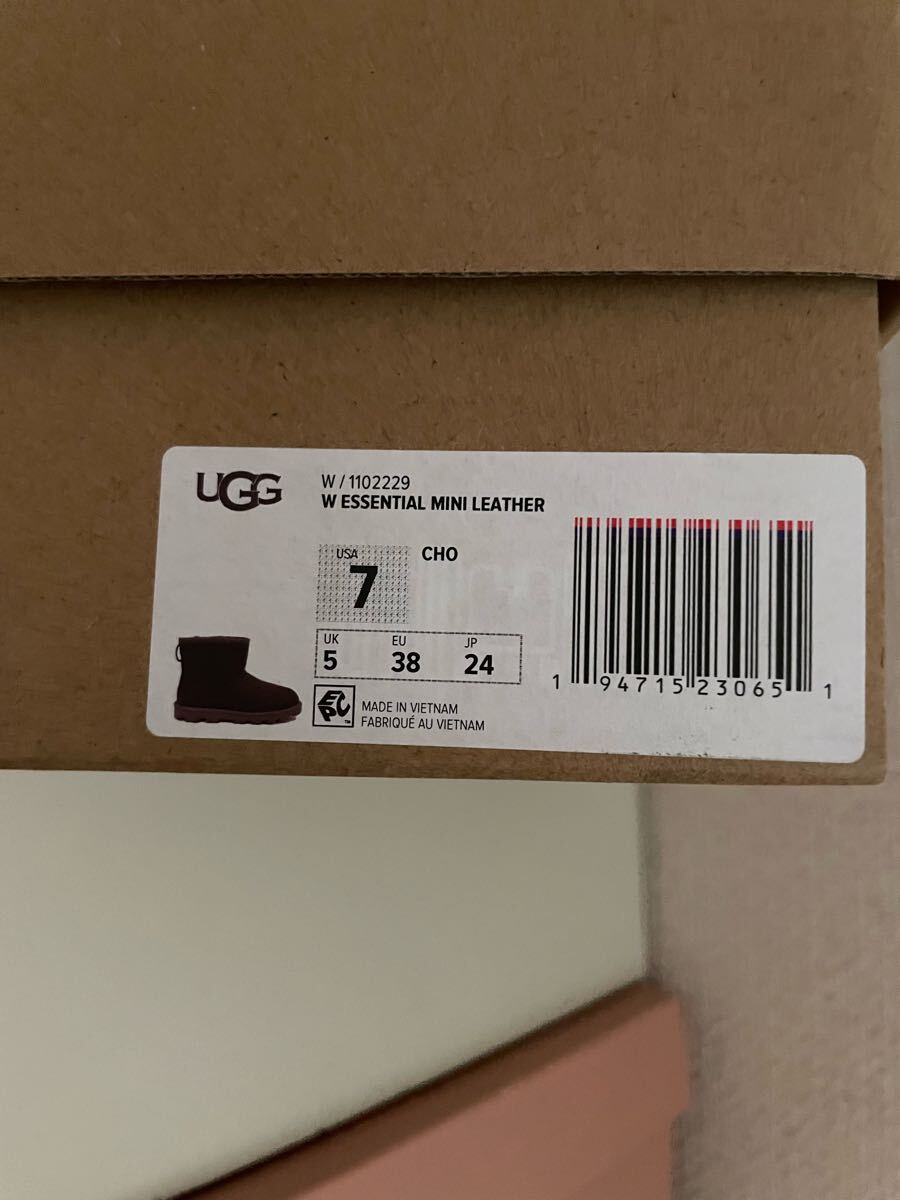 UGG
W / 1102229
W ESSENTIAL MINI LEATHER
USA
7
CHO
UK
5
EU
38
JP
24
EPC™
MADE IN VIETNAM
FABRIQUÉ AU VIETNAM
1 94715 23065 1